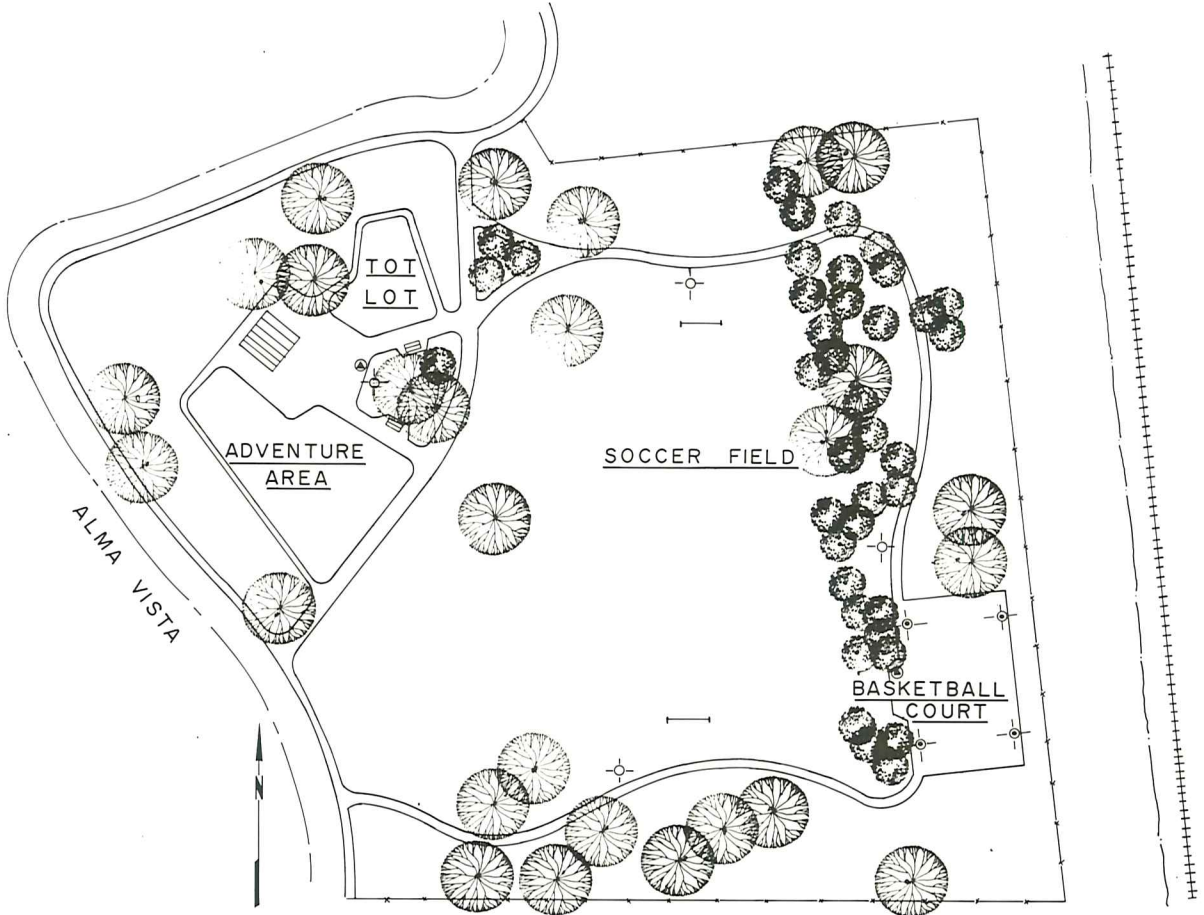 TOT
LOT
ADVENTURE
AREA
SOCCER FIELD
ALMA VISTA
BASKETBALL
COURT
N